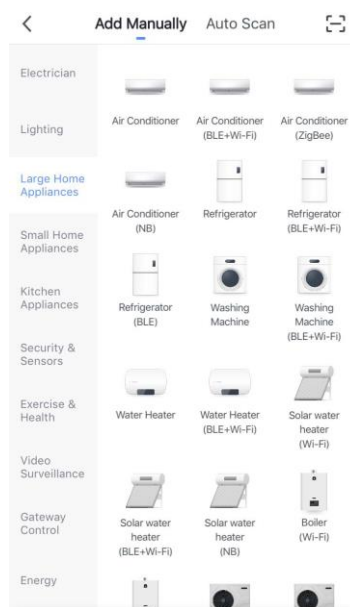 Add Manually Auto Scan
Electrician
Lighting
Large Home
Appliances
Small Home
Appliances
Kitchen
Appliances
Security &
Sensors
Exercise &
Health
Video
Surveillance
Gateway
Control
Energy
Air Conditioner
Air Conditioner
(BLE+Wi-Fi)
Air Conditioner
(ZigBee)
Air Conditioner
(NB)
Refrigerator
Refrigerator
(BLE+Wi-Fi)
Refrigerator
(BLE)
Washing
Machine
Washing
Machine
(BLE+Wi-Fi)
Water Heater
Water Heater
(BLE+Wi-Fi)
Solar water
heater
(Wi-Fi)
Solar water
heater
(BLE+Wi-Fi)
Solar water
heater
(NB)
Boiler
(Wi-Fi)